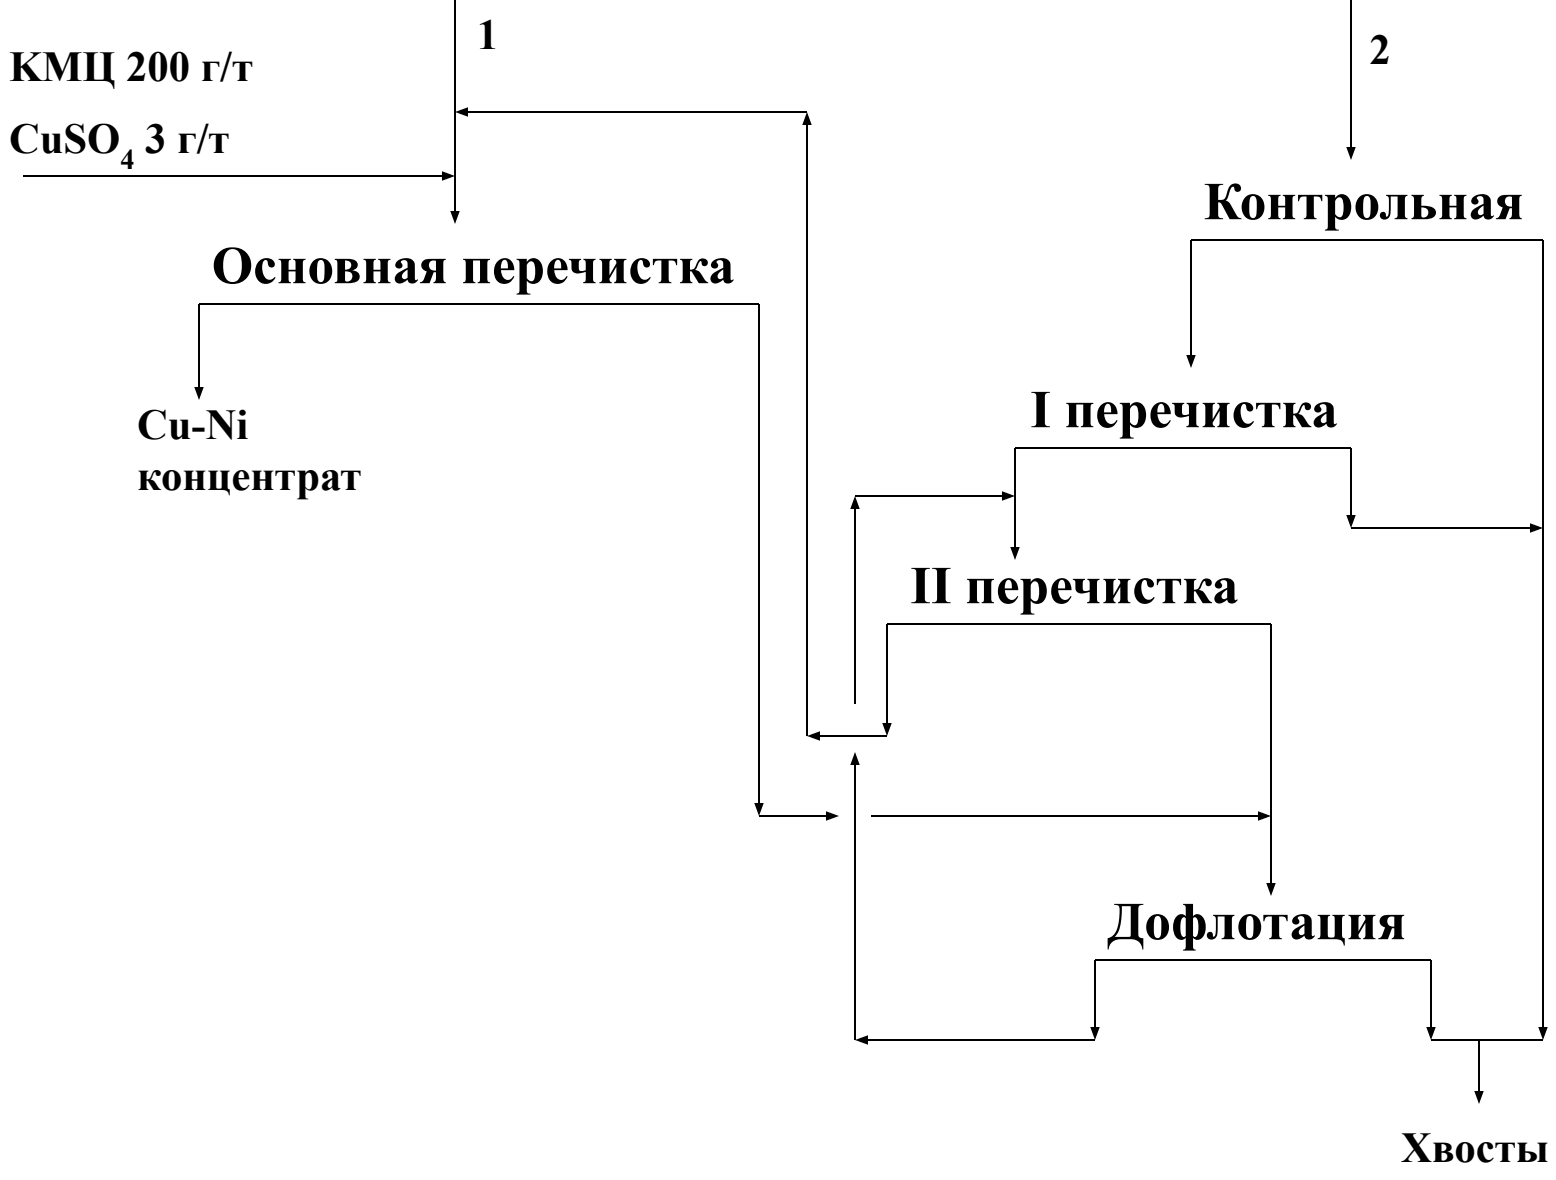 1
2
КМЦ 200 г/т
CuSO4 3 г/т
Контрольная
Основная перечистка
I перечистка
Cu-Ni
концентрат
II перечистка
Дофлотация
Хвосты